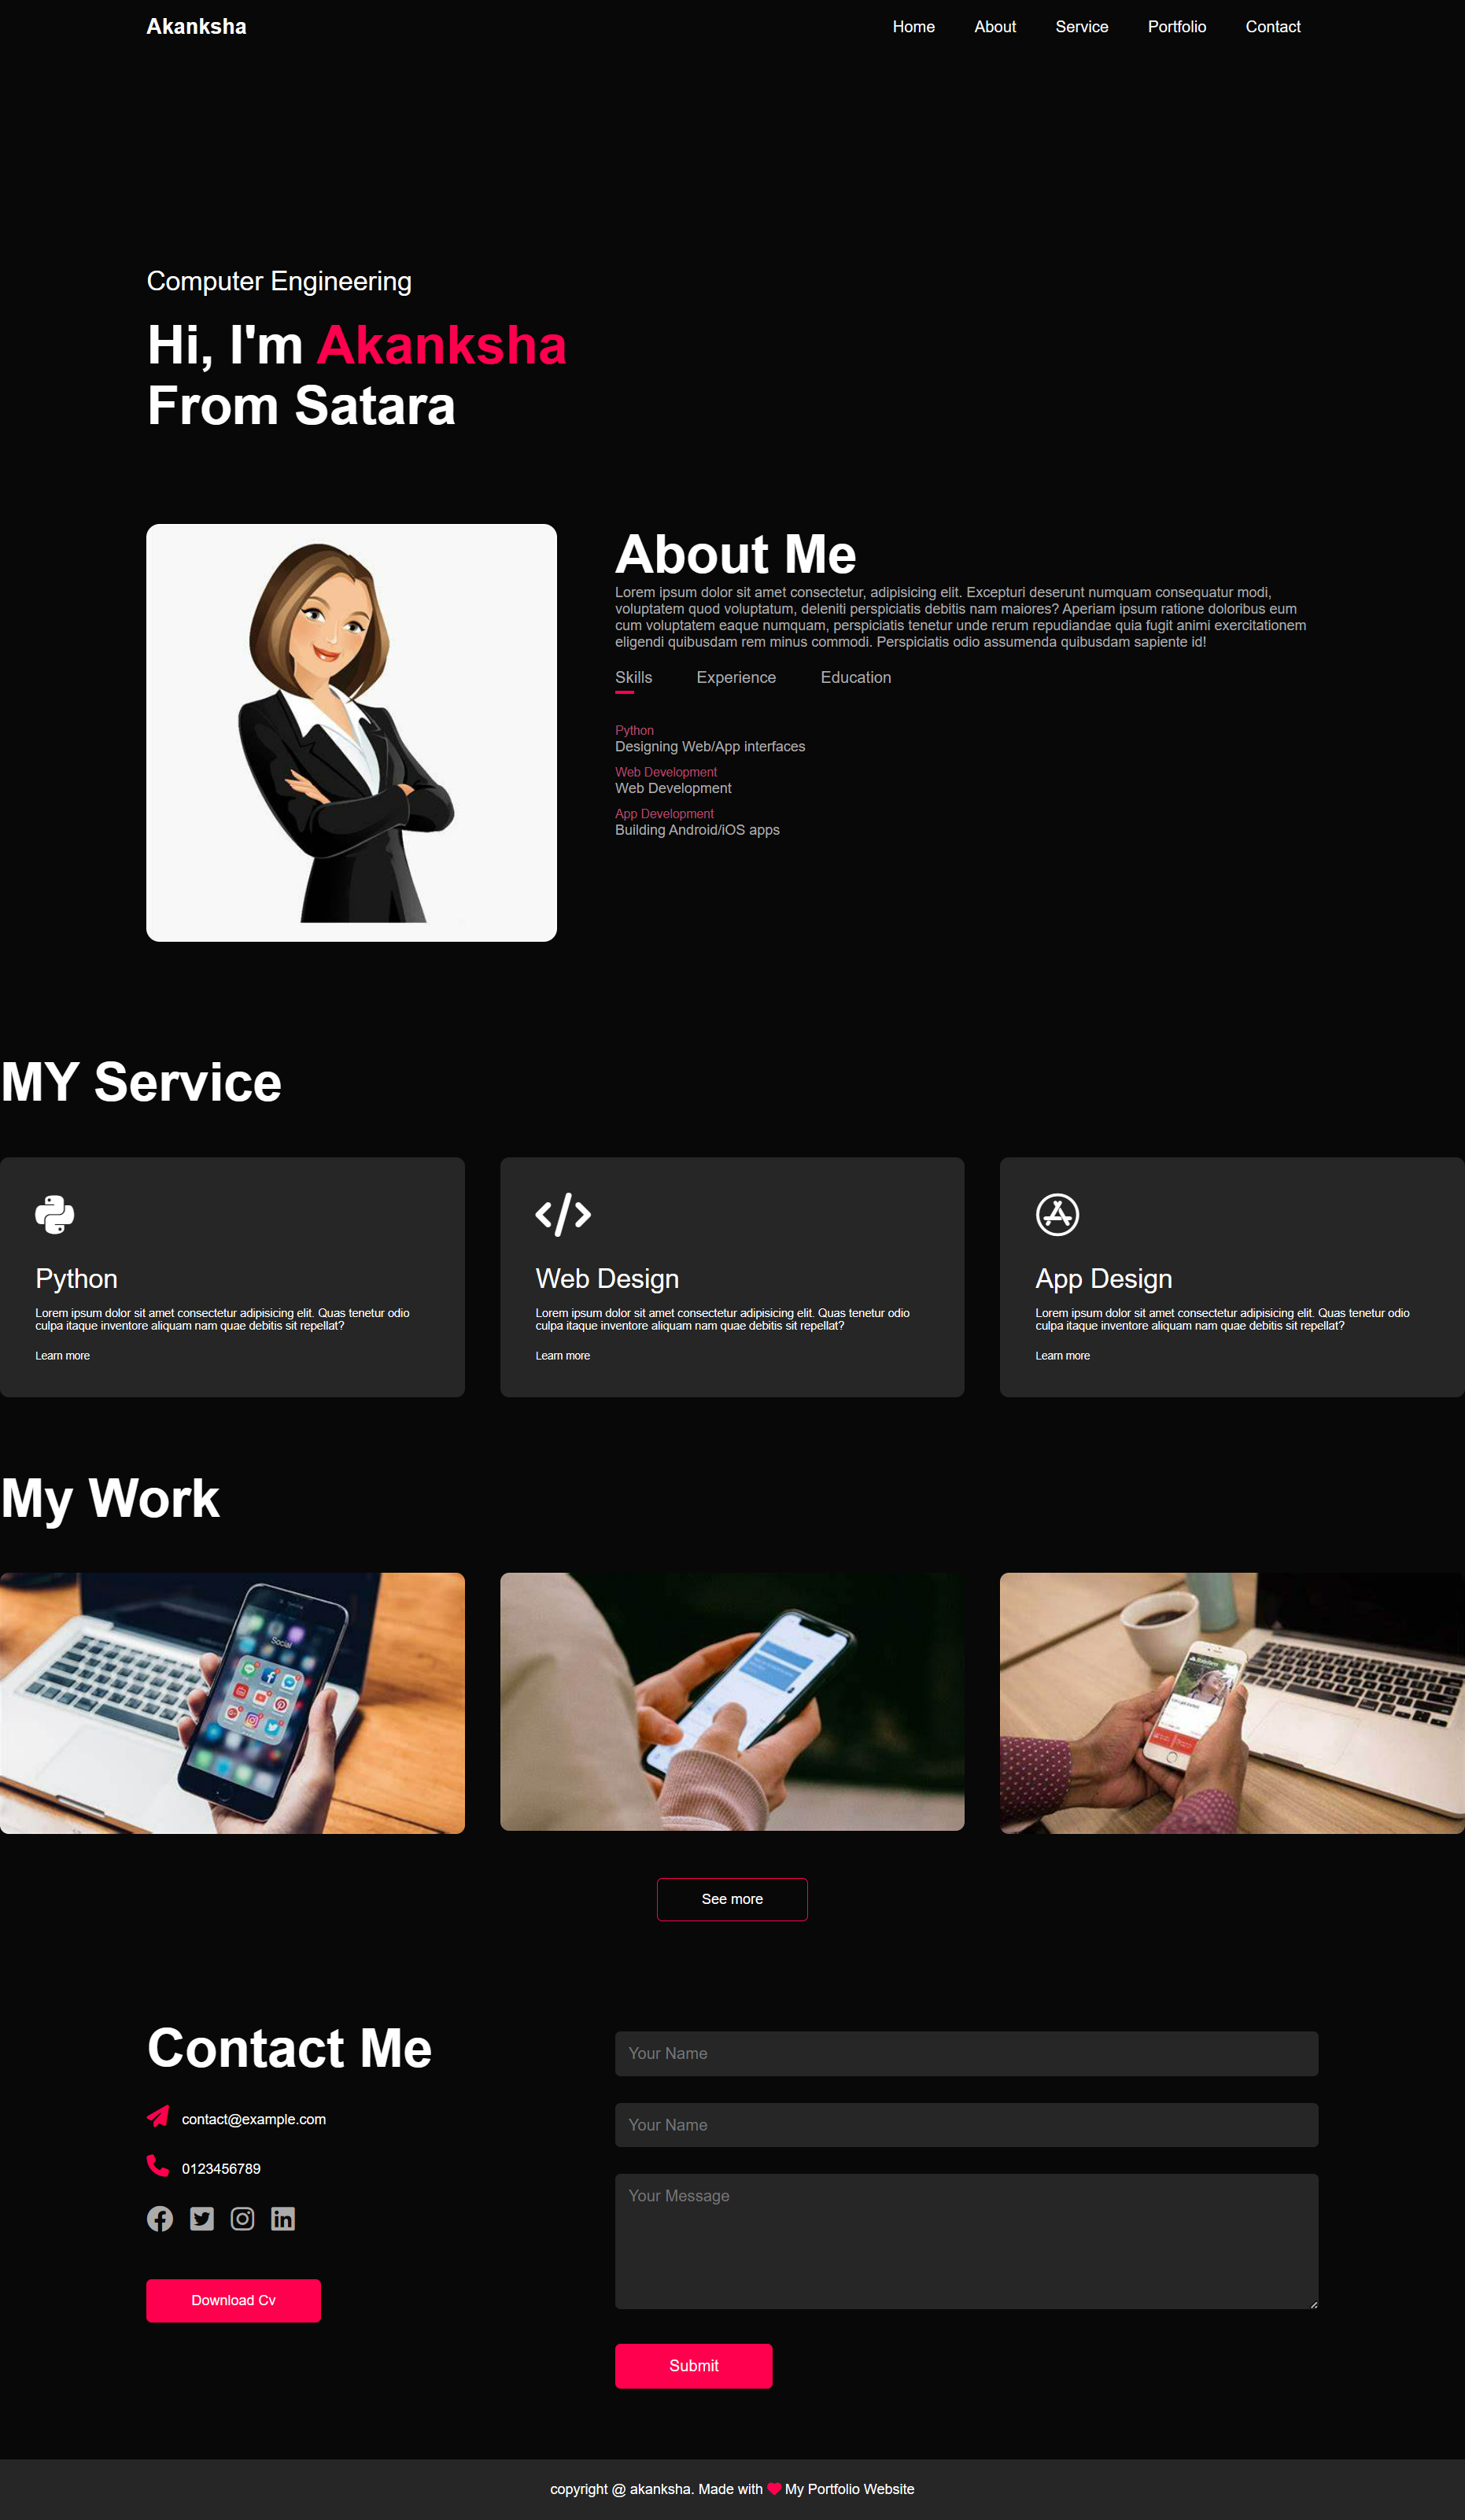 Akanksha
Home About Service Portfolio Contact
Computer Engineering
Hi, I'm Akanksha
From Satara
About Me
Lorem ipsum dolor sit amet consectetur, adipisicing elit. Excepturi deserunt numquam consequatur modi,
voluptatem quod voluptatum, deleniti perspiciatis debitis nam maiores? Aperiam ipsum ratione doloribus eum
cum voluptatem eaque numquam, perspiciatis tenetur unde rerum repudiandae quia fugit animi exercitationem
eligendi quibusdam rem minus commodi. Perspiciatis odio assumenda quibusdam sapiente id!
Skills Experience Education
Python
Designing Web/App interfaces
Web Development
Web Development
App Development
Building Android/iOS apps
MY Service
Python
Lorem ipsum dolor sit amet consectetur adipisicing elit. Quas tenetur odio
culpa itaque inventore aliquam nam quae debitis sit repellat?
Learn more
Web Design
Lorem ipsum dolor sit amet consectetur adipisicing elit. Quas tenetur odio
culpa itaque inventore aliquam nam quae debitis sit repellat?
Learn more
App Design
Lorem ipsum dolor sit amet consectetur adipisicing elit. Quas tenetur odio
culpa itaque inventore aliquam nam quae debitis sit repellat?
Learn more
My Work
Social
See more
Contact Me
contact@example.com
0123456789
Download Cv
Your Name
Your Name
Your Message
Submit
copyright @ akanksha. Made with My Portfolio Website